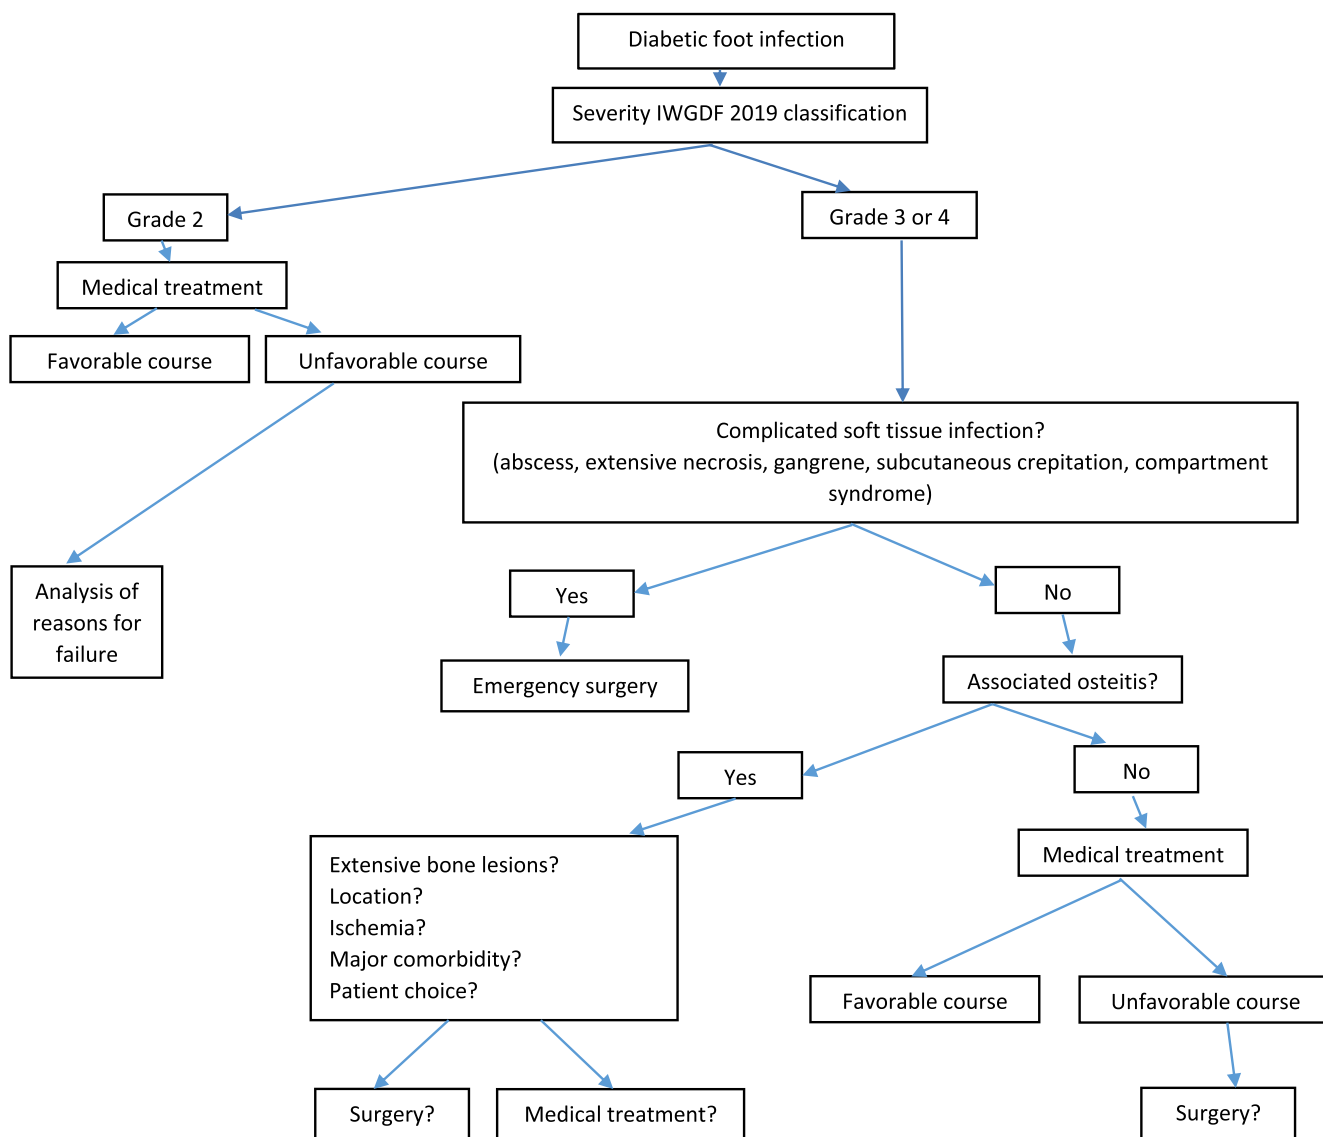 Diabetic foot infection
Severity IWGDF 2019 classification
Grade 2
Grade 3 or 4
Medical treatment
Favorable course
Unfavorable course
Complicated soft tissue infection?
(abscess, extensive necrosis, gangrene, subcutaneous crepitation, compartment
syndrome)
Analysis of
reasons for
failure
Yes
No
Emergency surgery
Associated osteitis?
Yes
No
Extensive bone lesions?
Location?
Ischemia?
Major comorbidity?
Patient choice?
Medical treatment
Favorable course
Unfavorable course
Surgery?
Medical treatment?
Surgery?